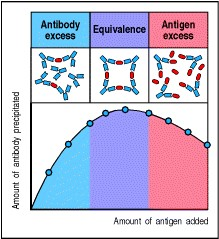 Antibody
excess
Equivalence
Antigen
excess
Amount of antibody precipitated
Amount of antigen added